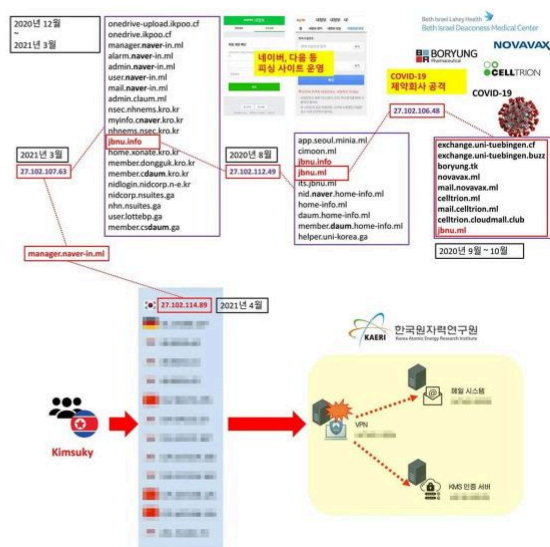 2020년 12월
~
2021년 3월
onedrive-upload.ikpoo.cf
onedrive.ikpoo.cf
manager.naver-in.ml
alarm.naver-in.ml
admin.naver-in.ml
user.naver-in.ml
mail.naver-in.ml
admin.claum.ml
nsec.nhnems.kro.kr
myinfo.cnaver.kro.kr
nhnems.nsec.kro.kr
jbnu.info
home.xonate.kro.kr
member.dongguk.kro.kr
member.cdaum.kro.kr
nidlogin.nidcorp.n-e.kr
nidcorp.nsuites.ga
nhn.nsuites.ga
user.lottebp.ga
member.csdaum.ga
2021년 3월
27.102.107.63
manager.naver-in.ml
네이버, 다음 등
피싱 사이트 운영
2020년 8월
27.102.112.49
app.seoul.minia.ml
cimoon.ml
jbnu.info
jbnu.ml
its.jbnu.ml
nid.naver.home-info.ml
home-info.ml
daum.home-info.ml
member.daum.home-info.ml
helper.uni-korea.ga
COVID-19
제약회사 공격
27.102.106.48
Beth Israel Lahey Health
Beth Israel Deaconess Medical Center
BORYUNG
Pharmaceutical
NOVAVAX
CELLTRION
COVID-19
exchange.uni-tuebingen.cf
exchange.uni-tuebingen.buzz
boryung.tk
novavax.ml
mail.novavax.ml
celltrion.ml
mail.celltrion.ml
celltrion.cloudmall.club
jbnu.ml
2020년 9월 ~ 10월
27.102.114.89
2021년 4월
Kimsuky
KAERI
한국원자력연구원
Korea Atomic Energy Research Institute
VPN
메일 시스템
KMS 인증 서버